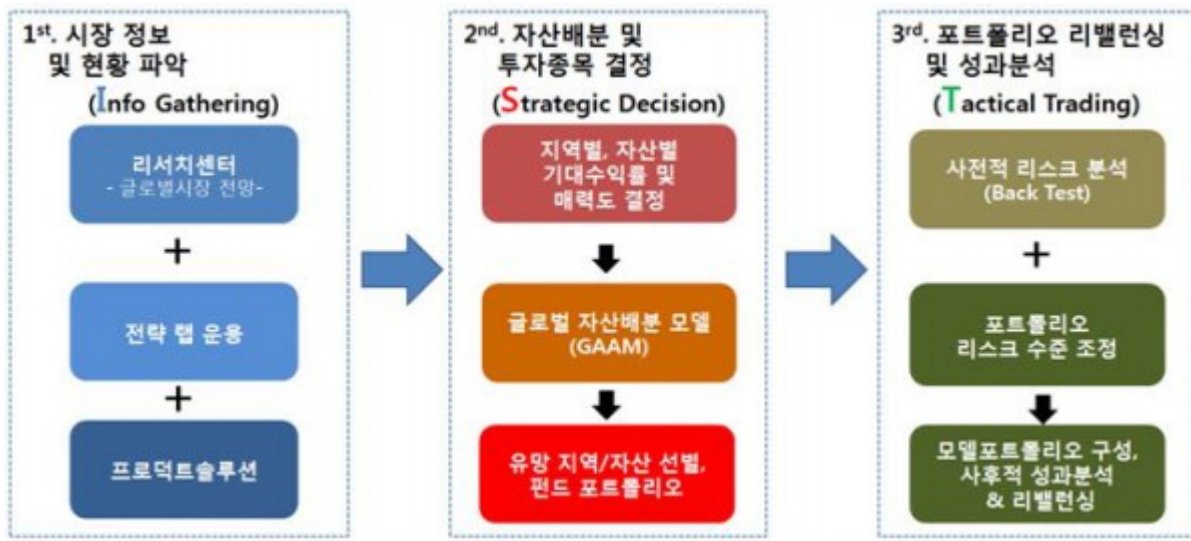 1st. 시장 정보
및 현황 파악
(Info Gathering)
리서치센터
- 글로벌시장 전망-
+
전략 랩 운용
+
프로덕트솔루션
2nd. 자산배분 및
투자종목 결정
(Strategic Decision)
지역별, 자산별
기대수익률 및
매력도 결정
글로벌 자산배분 모델
(GAAM)
유망 지역/자산 선별,
펀드 포트폴리오
3rd. 포트폴리오 리밸런싱
및 성과분석
(Tactical Trading)
사전적 리스크 분석
(Back Test)
+
포트폴리오
리스크 수준 조정
모델포트폴리오 구성,
사후적 성과분석
& 리밸런싱